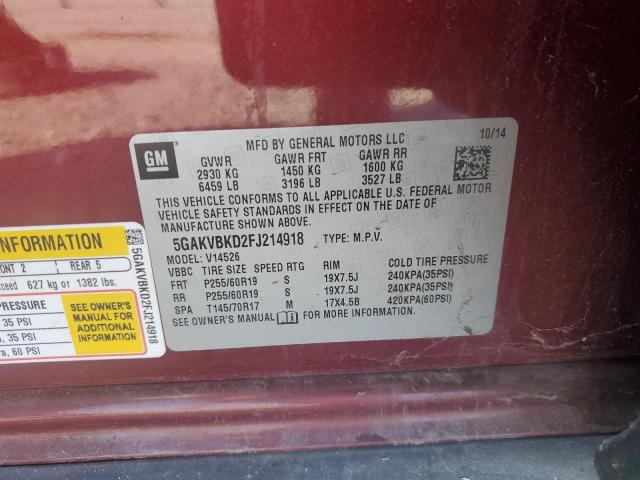 MFD BY GENERAL MOTORS LLC 10/14
GM
GVWR GAWR FRT GAWR RR
2930 KG 1450 KG 1600 KG
6459 LB 3196 LB 3527 LB
THIS VEHICLE CONFORMS TO ALL APPLICABLE U.S. FEDERAL MOTOR
VEHICLE SAFETY STANDARDS IN EFFECT ON THE DATE OF
MANUFACTURE SHOWN ABOVE.
5GAKVBKD2FJ214918 TYPE: M.P.V.
MODEL: V14526
VBBC TIRE SIZE SPEED RTG RIM COLD TIRE PRESSURE
FRT P255/60R19 S 19X7.5J 240KPA(35PSI)
RR P255/60R19 S 19X7.5J 240KPA(35PSI)
SPA T145/70R17 M 17X4.5B 420KPA(60PSI)
SEE OWNER'S MANUAL FOR MORE INFORMATION.
INFORMATION
ONT 2 REAR 5
xceed 627 kg or 1382 lbs.
PRESSURE
35 PSI
a, 35 PSI
a, 60 PSI
SEE OWNER'S
MANUAL FOR
ADDITIONAL
INFORMATION
5GAKVBKD2FJ214918